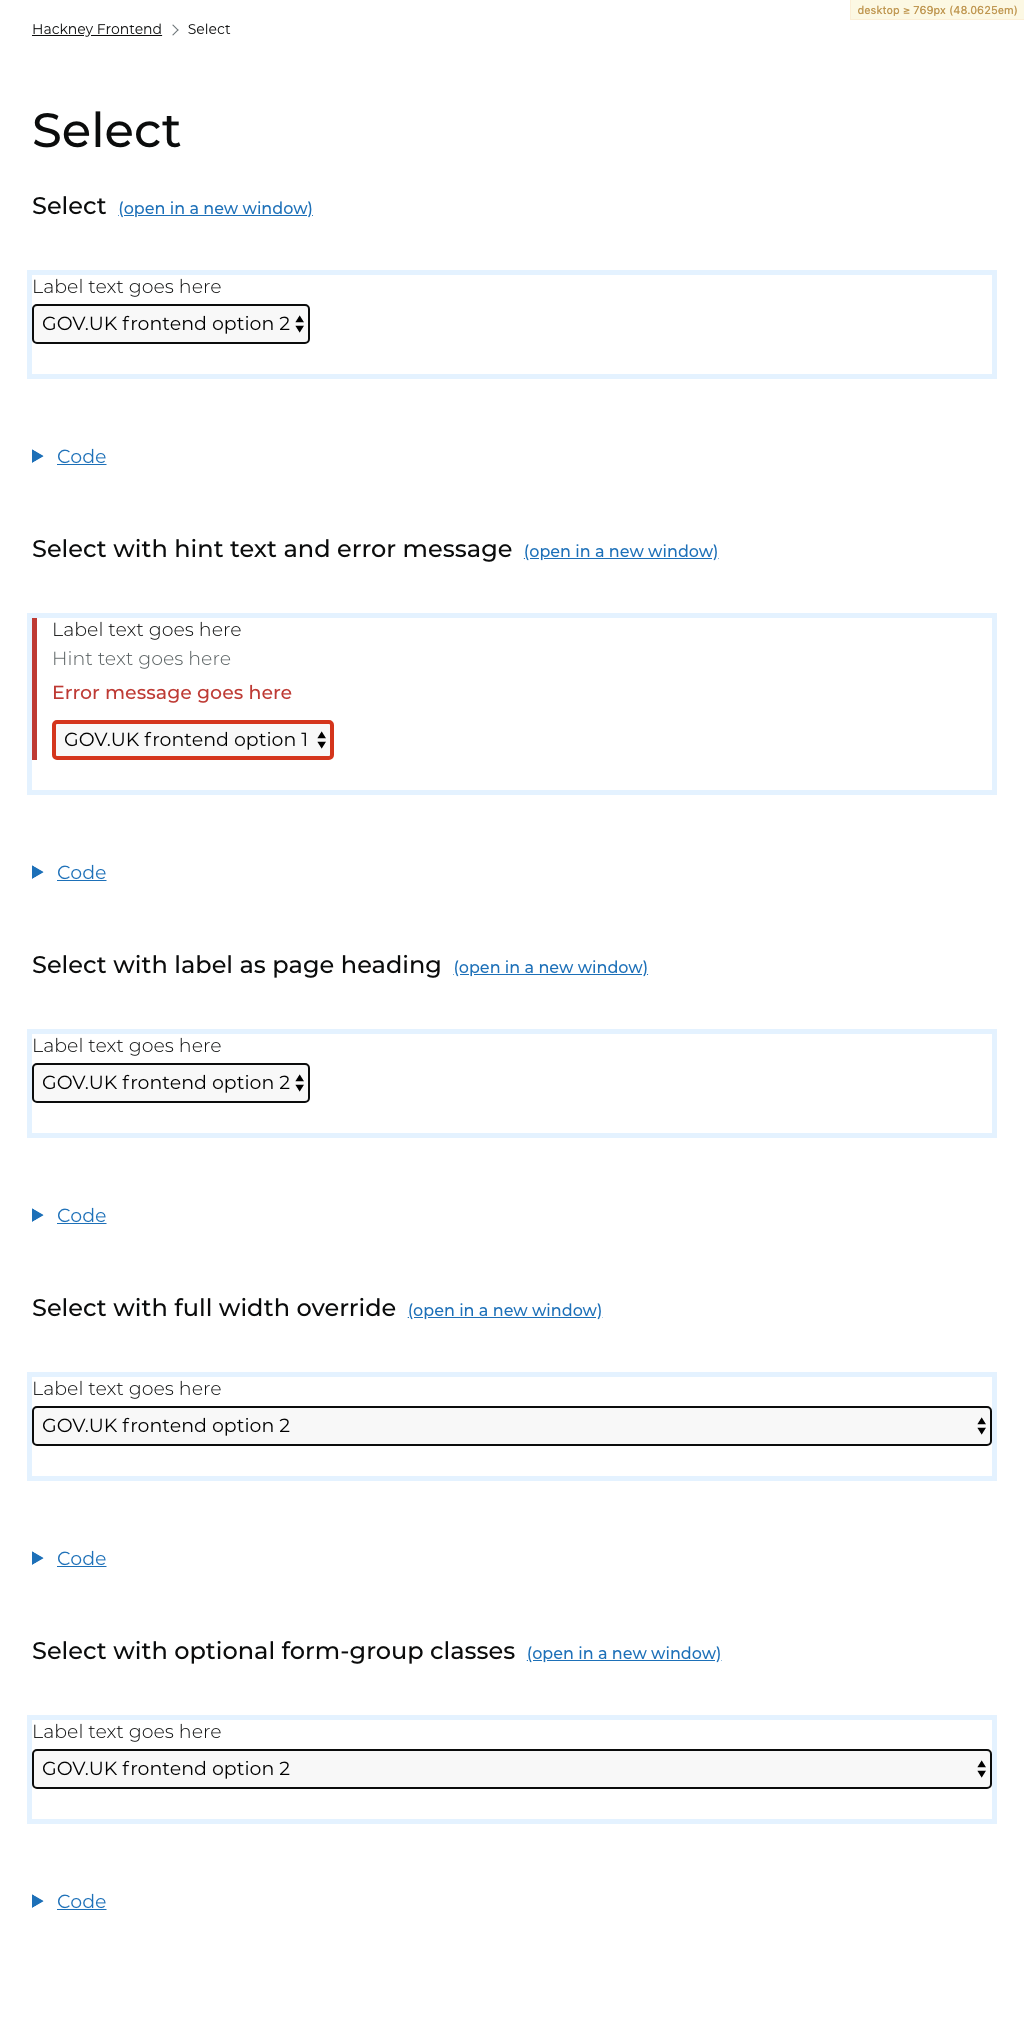 desktop ≥ 769px (48.0625em)
Hackney Frontend Select
Select
Select (open in a new window)
Label text goes here
GOV.UK frontend option 2
Code
Select with hint text and error message (open in a new window)
Label text goes here
Hint text goes here
Error message goes here
GOV.UK frontend option 1
Code
Select with label as page heading (open in a new window)
Label text goes here
GOV.UK frontend option 2
Code
Select with full width override (open in a new window)
Label text goes here
GOV.UK frontend option 2
Code
Select with optional form-group classes (open in a new window)
Label text goes here
GOV.UK frontend option 2
Code